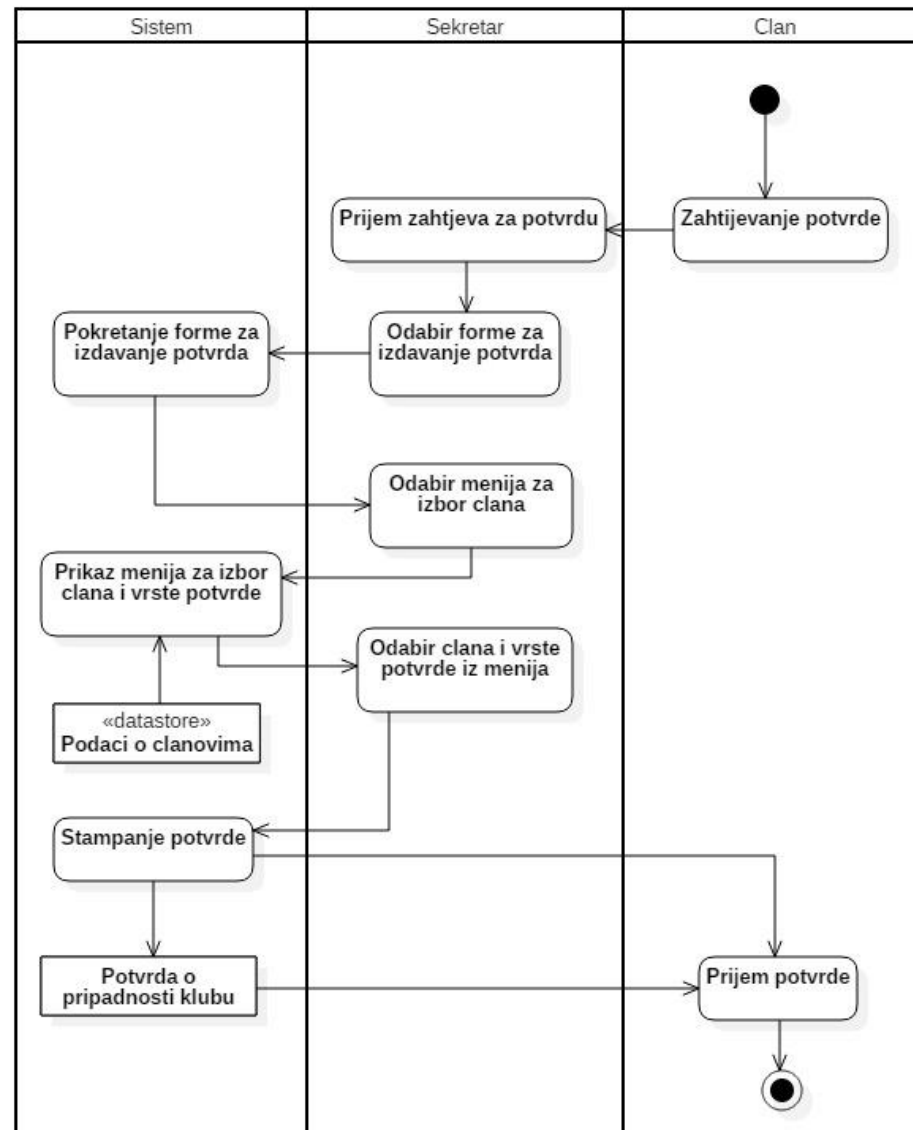 Sistem
Sekretar
Clan
Prijem zahtjeva za potvrdu
Zahtijevanje potvrde
Pokretanje forme za
izdavanje potvrda
Odabir forme za
izdavanje potvrda
Odabir menija za
izbor clana
Prikaz menija za izbor
clana i vrste potvrde
Odabir clana i vrste
potvrde iz menija
«datastore»
Podaci o clanovima
Stampanje potvrde
Potvrda o
pripadnosti klubu
Prijem potvrde